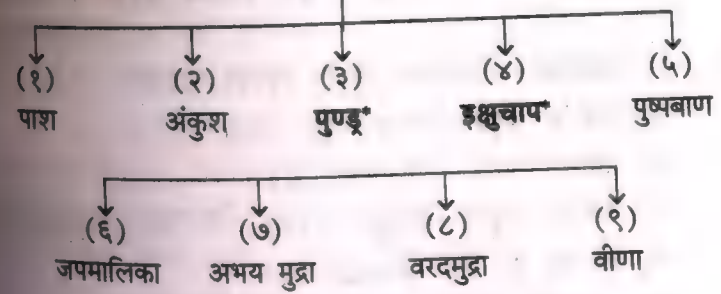 (१) (२) (३) (४) (५)
पाश अंकुश पुण्ड्र* इक्षुचाप* पुष्पबाण
(६) (७) (८) (९)
जपमालिका अभय मुद्रा वरदमुद्रा वीणा